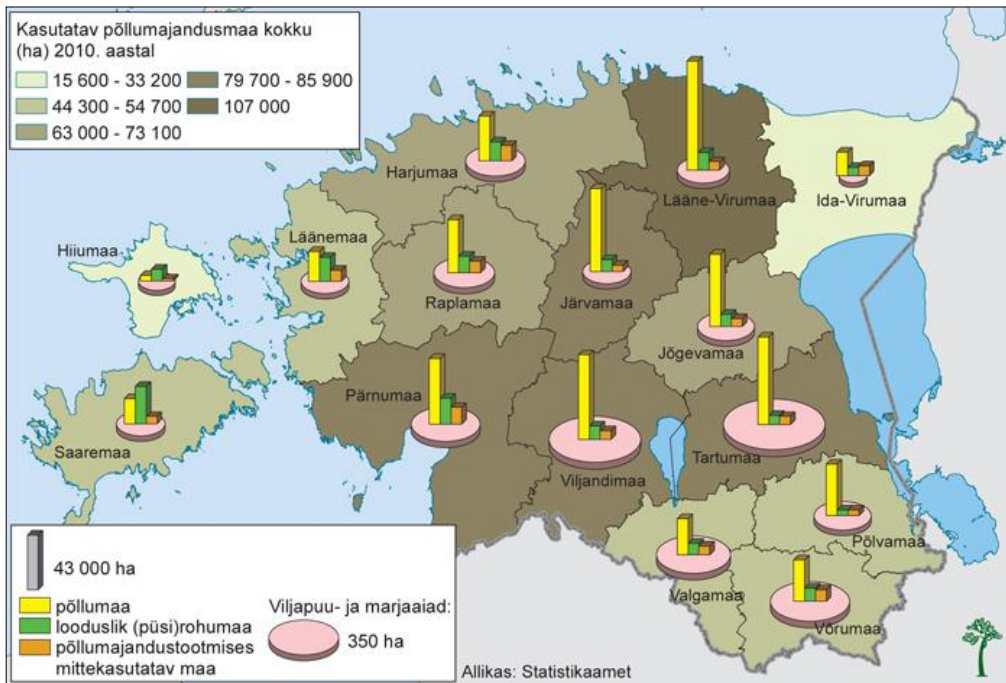 Kasutatav põllumajandusmaa kokku
(ha) 2010. aastal
15 600 - 33 200
79 700 - 85 900
44 300 - 54 700
107 000
63 000 - 73 100
Harjumaa
Lääne-Virumaa
Ida-Virumaa
Hiiumaa
Läänemaa
Raplamaa
Järvamaa
Jõgevamaa
Pärnumaa
Saaremaa
Viljandimaa
Tartumaa
Põlvamaa
Valgamaa
Võrumaa
43 000 ha
põllumaa
looduslik (püsi)rohumaa
põllumajandustootmises
mittekasutatav maa
Viljapuu- ja marjaaiad:
350 ha
Allikas: Statistikaamet